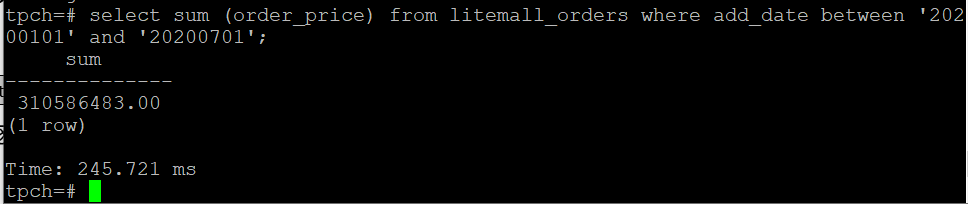 tpch=# select sum (order_price) from litemall_orders where add_date between '202
00101' and '20200701';
     sum
--------------
 310586483.00
(1 row)

Time: 245.721 ms
tpch=#